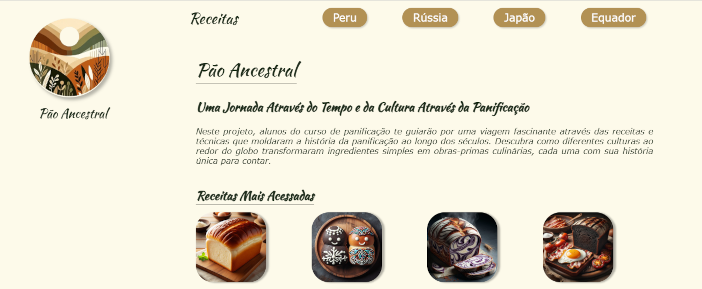 Receitas
Peru
Rússia
Japão
Equador
Pão Ancestral
Pão Ancestral
Uma Jornada Através do Tempo e da Cultura Através da Panificação
Neste projeto, alunos do curso de panificação te guiarão por uma viagem fascinante através das receitas e
técnicas que moldaram a história da panificação ao longo dos séculos. Descubra como diferentes culturas ao
redor do globo transformaram ingredientes simples em obras-primas culinárias, cada uma com sua história
única para contar.
Receitas Mais Acessadas